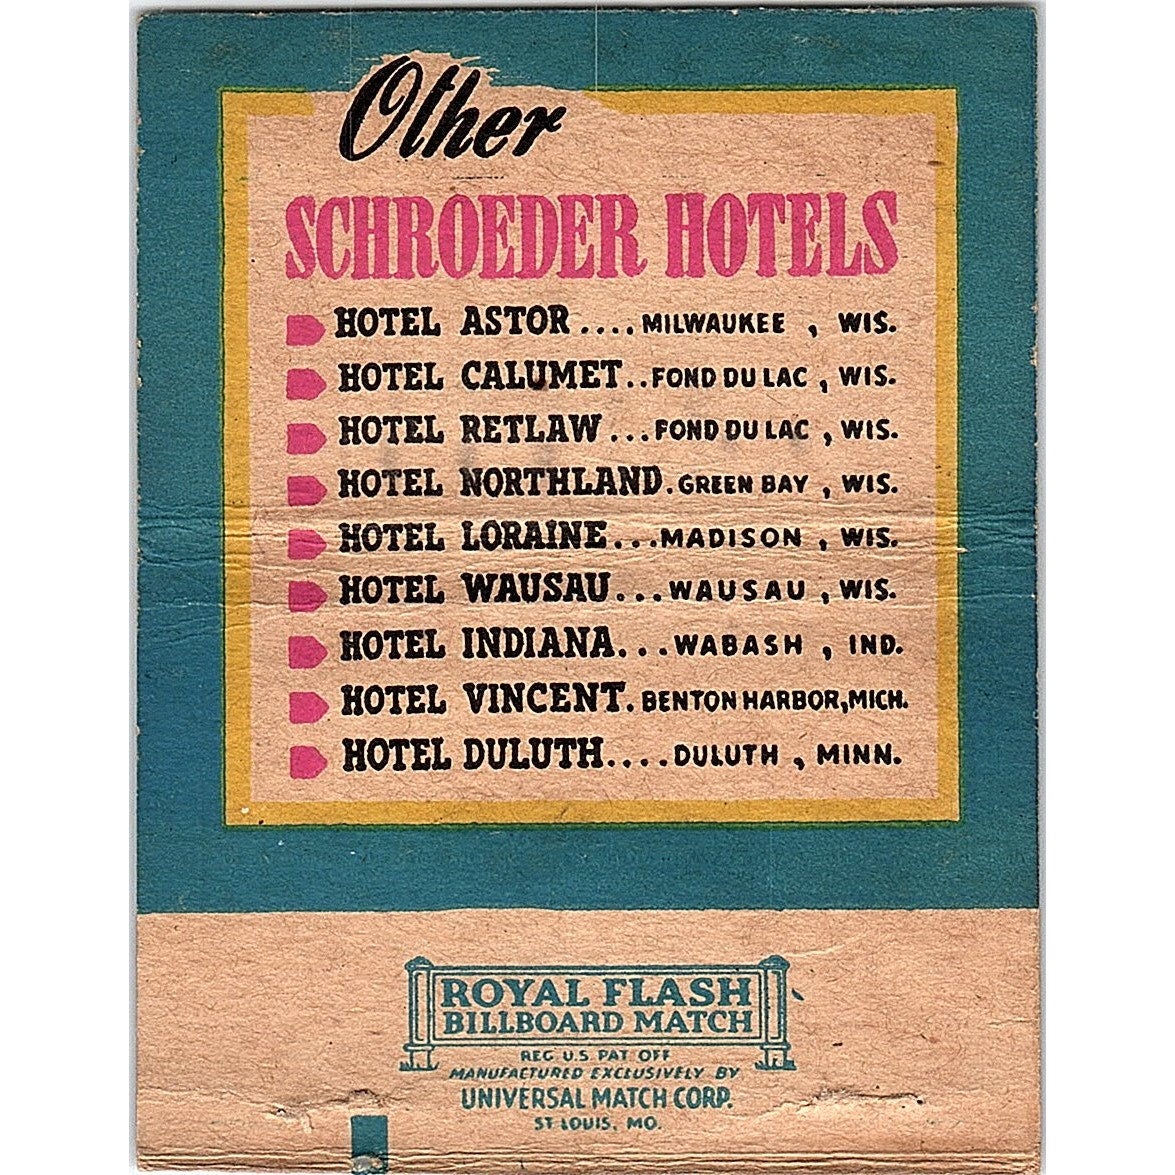 Other
SCHROEDER HOTELS
HOTEL ASTOR....MILWAUKEE , WIS.
HOTEL CALUMET..FOND DU LAC , WIS.
HOTEL RETLAW...FOND DU LAC , WIS.
HOTEL NORTHLAND.GREEN BAY , WIS.
HOTEL LORAINE...MADISON , WIS.
HOTEL WAUSAU...WAUSAU , WIS.
HOTEL INDIANA...WABASH , IND.
HOTEL VINCENT.BENTON HARBOR,MICH.
HOTEL DULUTH....DULUTH , MINN.
ROYAL FLASH
BILLBOARD MATCH
REG U.S PAT OFF
MANUFACTURED EXCLUSIVELY BY
UNIVERSAL MATCH CORP.
ST LOUIS, MO.